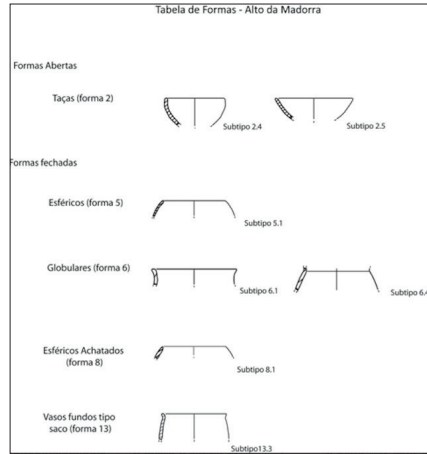 Tabela de Formas - Alto da Madorra
Formas Abertas
Taças (forma 2)
Subtipo 2.4
Subtipo 2.5
Formas fechadas
Esféricos (forma 5)
Subtipo 5.1
Globulares (forma 6)
Subtipo 6.1
Subtipo 6.4
Esféricos Achatados
(forma 8)
Subtipo 8.1
Vasos fundos tipo
saco (forma 13)
Subtipo13.3